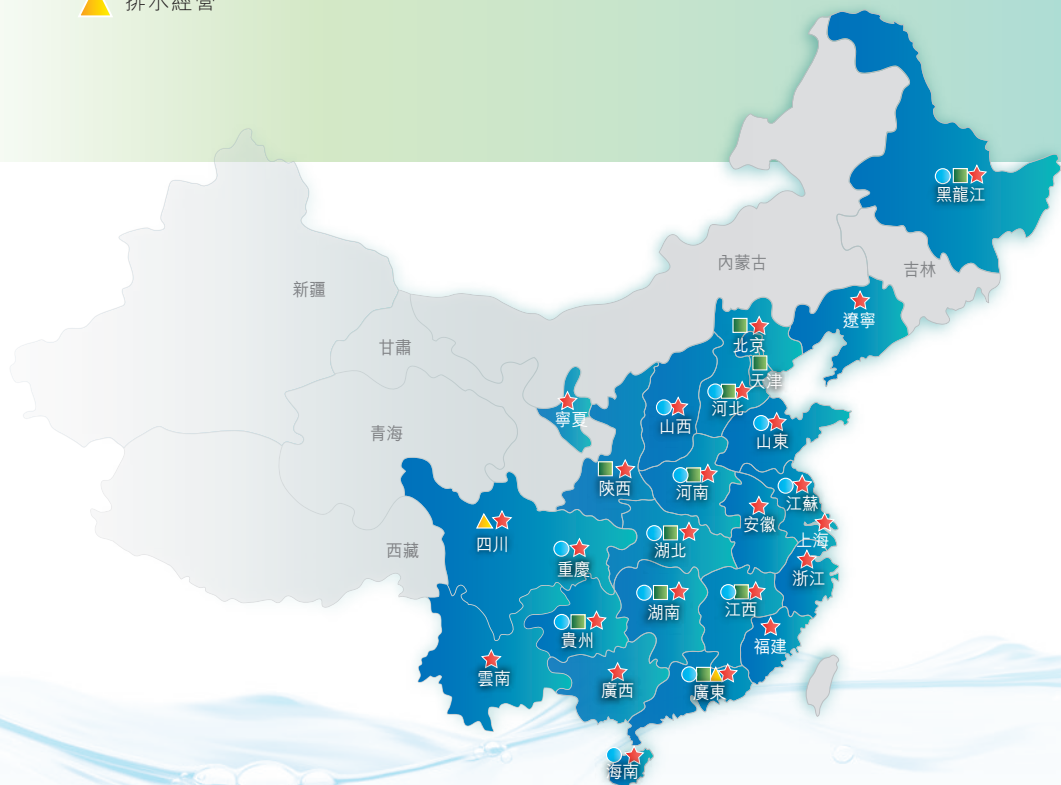 排水經營
黑龍江
內蒙古
吉林
新疆
遼寧
北京
甘肅
天津
河北
寧夏
山西
青海
山東
陝西
河南
江蘇
安徽
四川
上海
西藏
湖北
重慶
浙江
湖南
江西
貴州
福建
雲南
廣西
廣東
海南